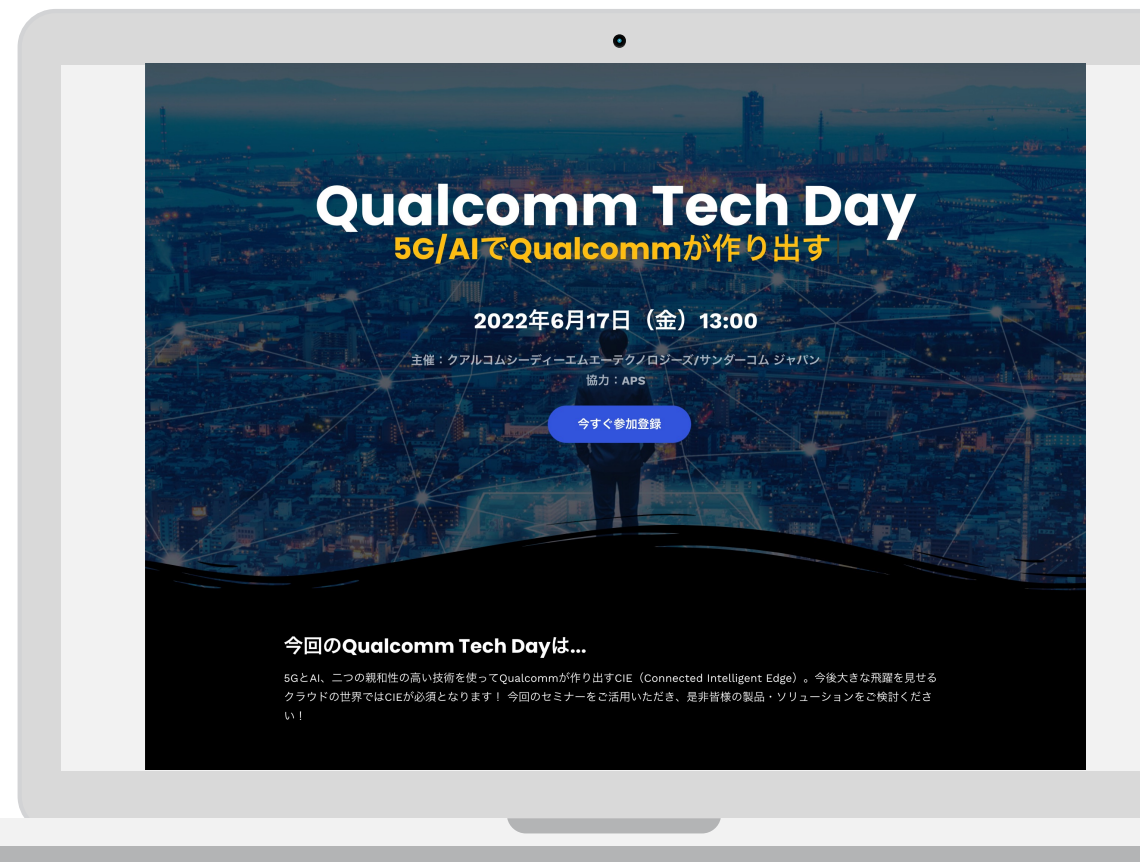 Qualcomm Tech Day
5G/AIでQualcommが作り出す
2022年6月17日（金）13:00
主催：クアルコムシーディーエムエーテクノロジーズ/サンダーコム ジャパン
協力：APS
今すぐ参加登録
今回のQualcomm Tech Dayは...
5GとAI、二つの親和性の高い技術を使ってQualcommが作り出すCIE（Connected Intelligent Edge）。今後大きな飛躍を見せる
クラウドの世界ではCIEが必須となります！ 今回のセミナーをご活用いただき、是非皆様の製品・ソリューションをご検討くださ
い！